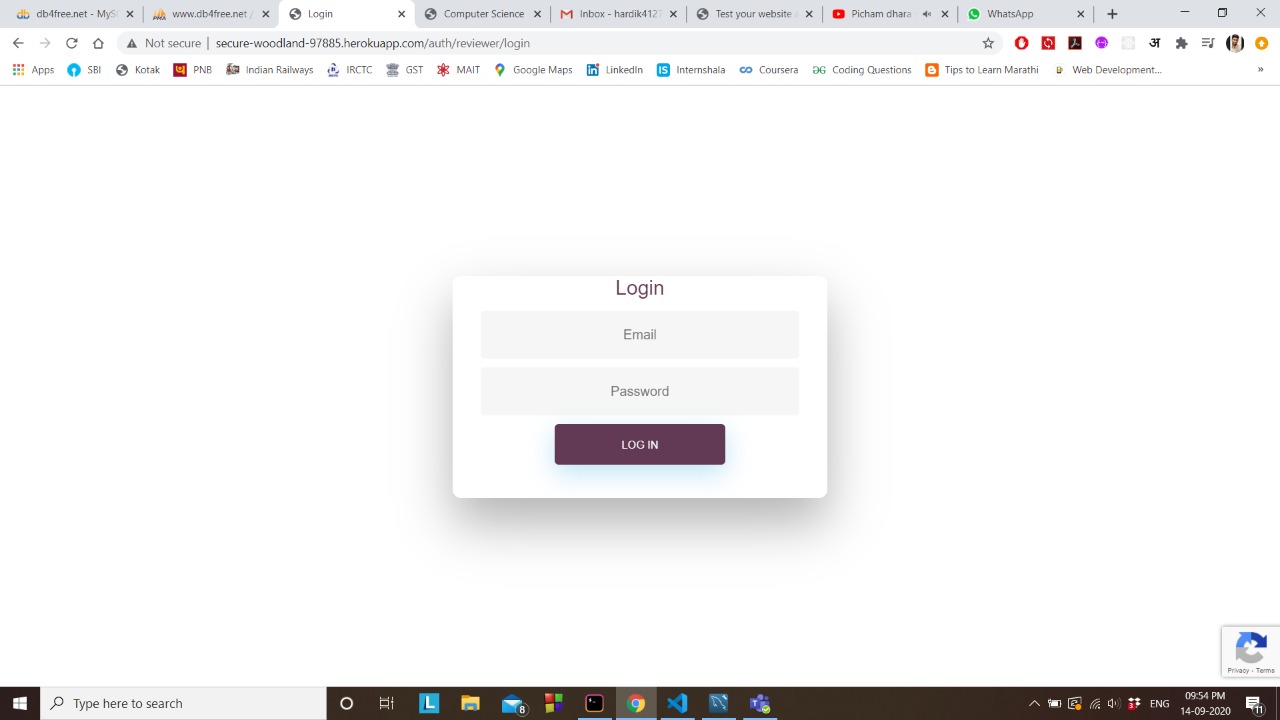 db4free.net - MyS
www.db4free.net /
Login
Computer Science
Inbox - hardik4127
Test your website
Picham dhara
WhatsApp
Not secure | secure-woodland-97885.herokuapp.com/auth/reviewer/login
Apps SBI Kotak PNB Indian Railways IRCTC GST MAIT Google Maps LinkedIn Internshala Coursera Coding Questions Tips to Learn Marathi Web Development... »
Login
Email
Password
LOG IN
Privacy - Terms
Type here to search
8
ENG
09:54 PM
14-09-2020
11